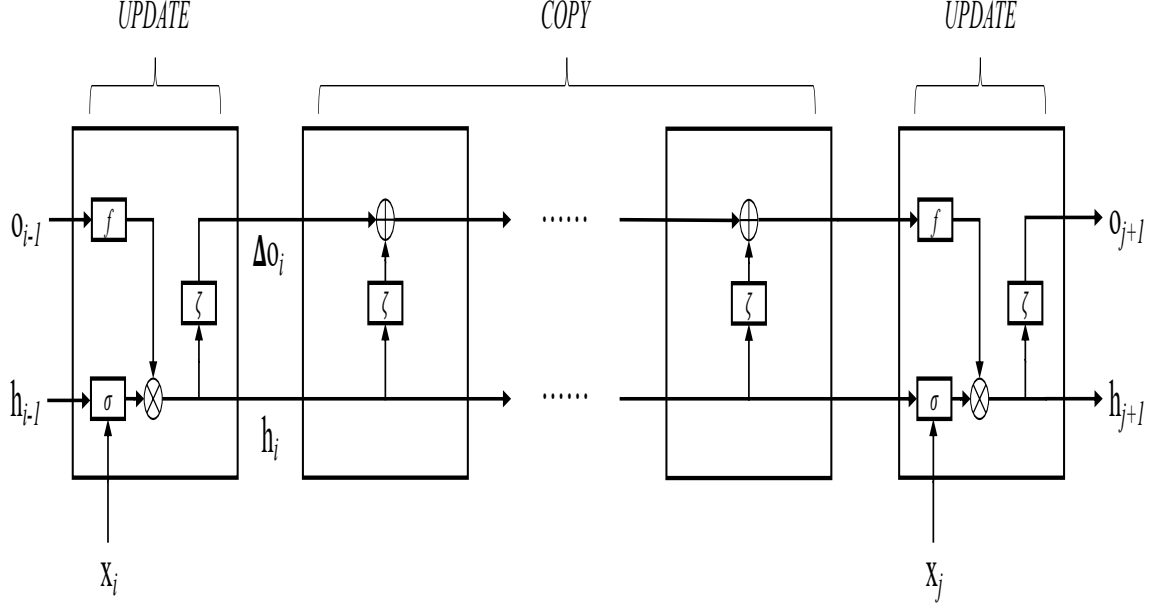 UPDATE COPY UPDATE
o_{i-1} f ...... f o_{j+1}
Δo_i
ζ ζ ζ ζ
h_{i-1} σ ...... σ h_{j+1}
h_i
x_i x_j